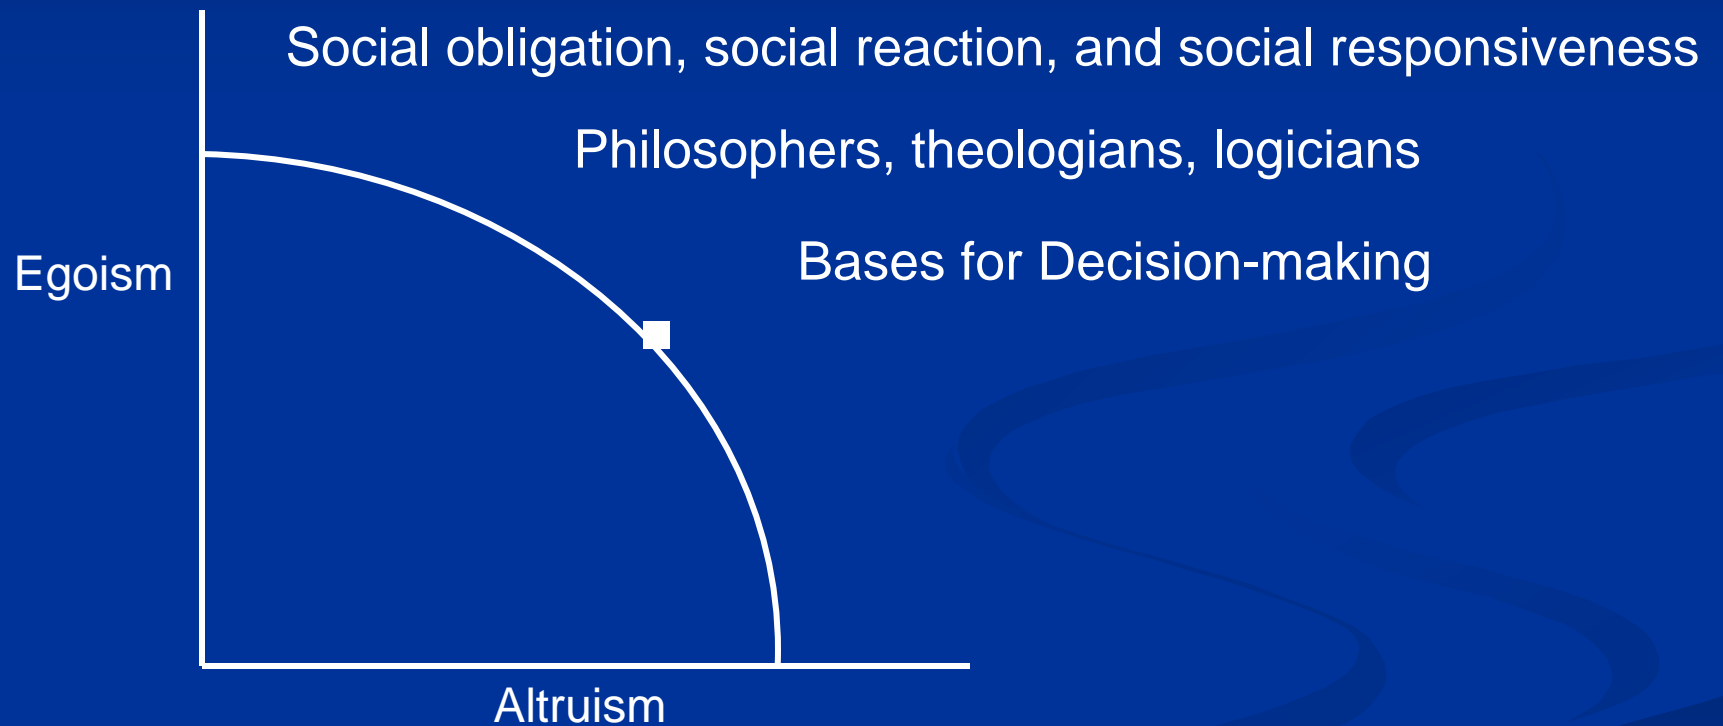 Social obligation, social reaction, and social responsiveness
Philosophers, theologians, logicians
Bases for Decision-making
Egoism
Altruism